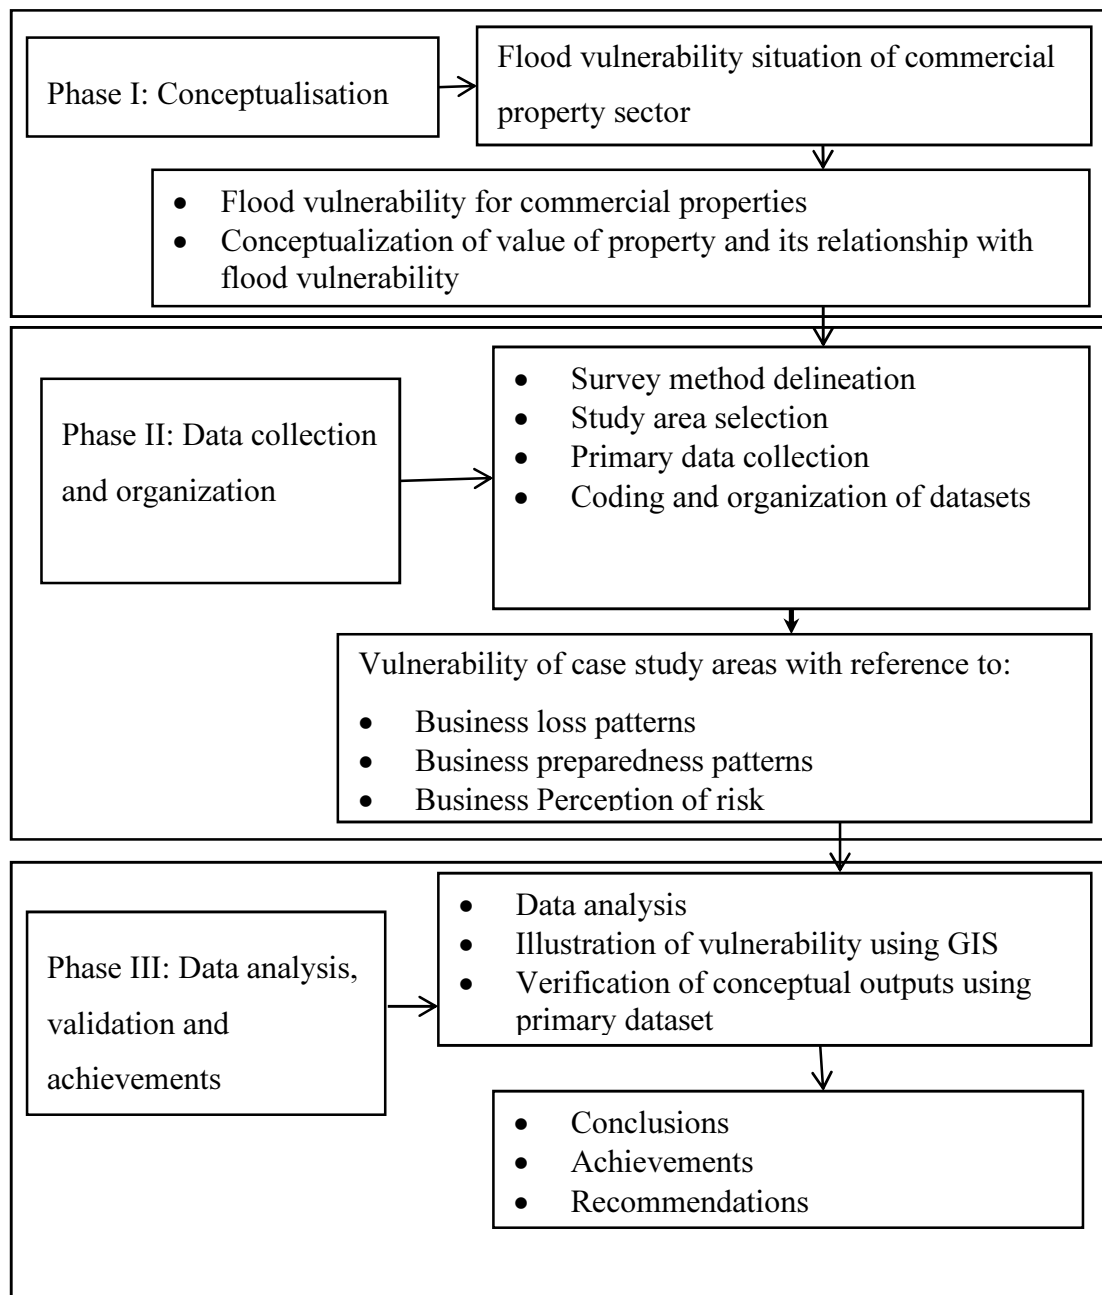 Phase I: Conceptualisation
Flood vulnerability situation of commercial
property sector
• Flood vulnerability for commercial properties
• Conceptualization of value of property and its relationship with
flood vulnerability
Phase II: Data collection
and organization
• Survey method delineation
• Study area selection
• Primary data collection
• Coding and organization of datasets
Vulnerability of case study areas with reference to:
• Business loss patterns
• Business preparedness patterns
• Business Perception of risk
Phase III: Data analysis,
validation and
achievements
• Data analysis
• Illustration of vulnerability using GIS
• Verification of conceptual outputs using
primary dataset
• Conclusions
• Achievements
• Recommendations